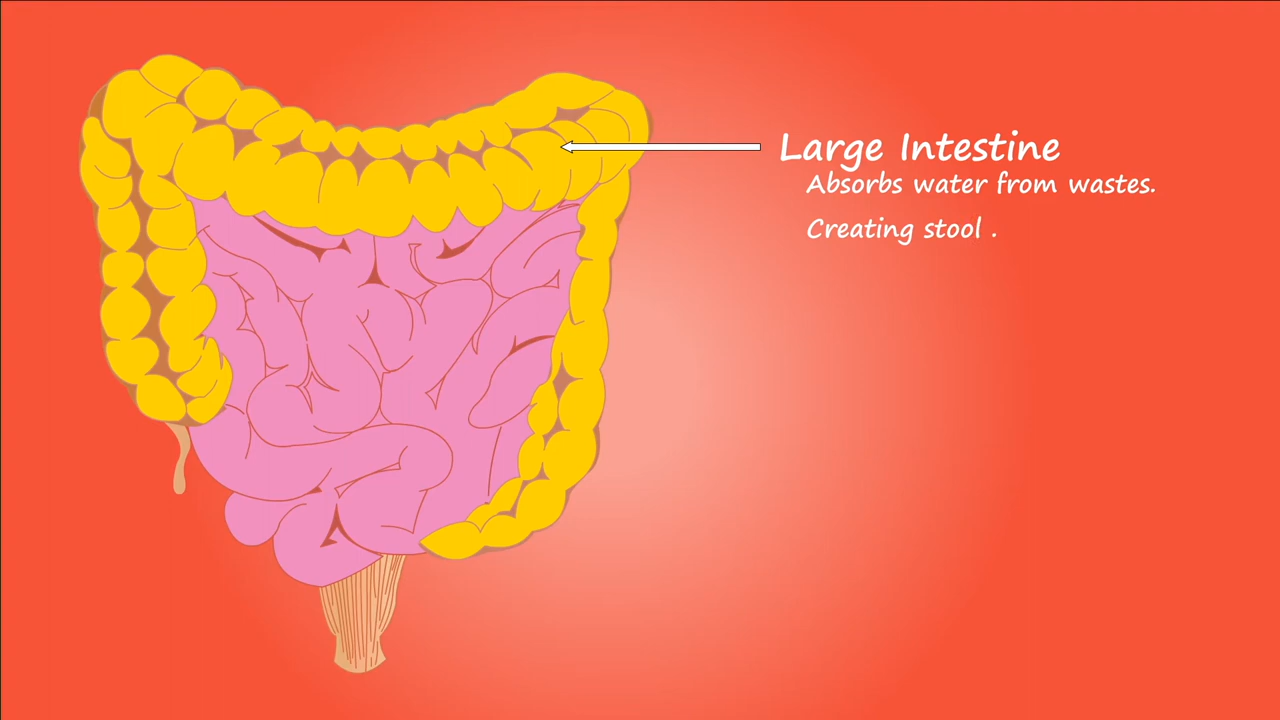 Large Intestine
Absorbs water from wastes.
Creating stool .